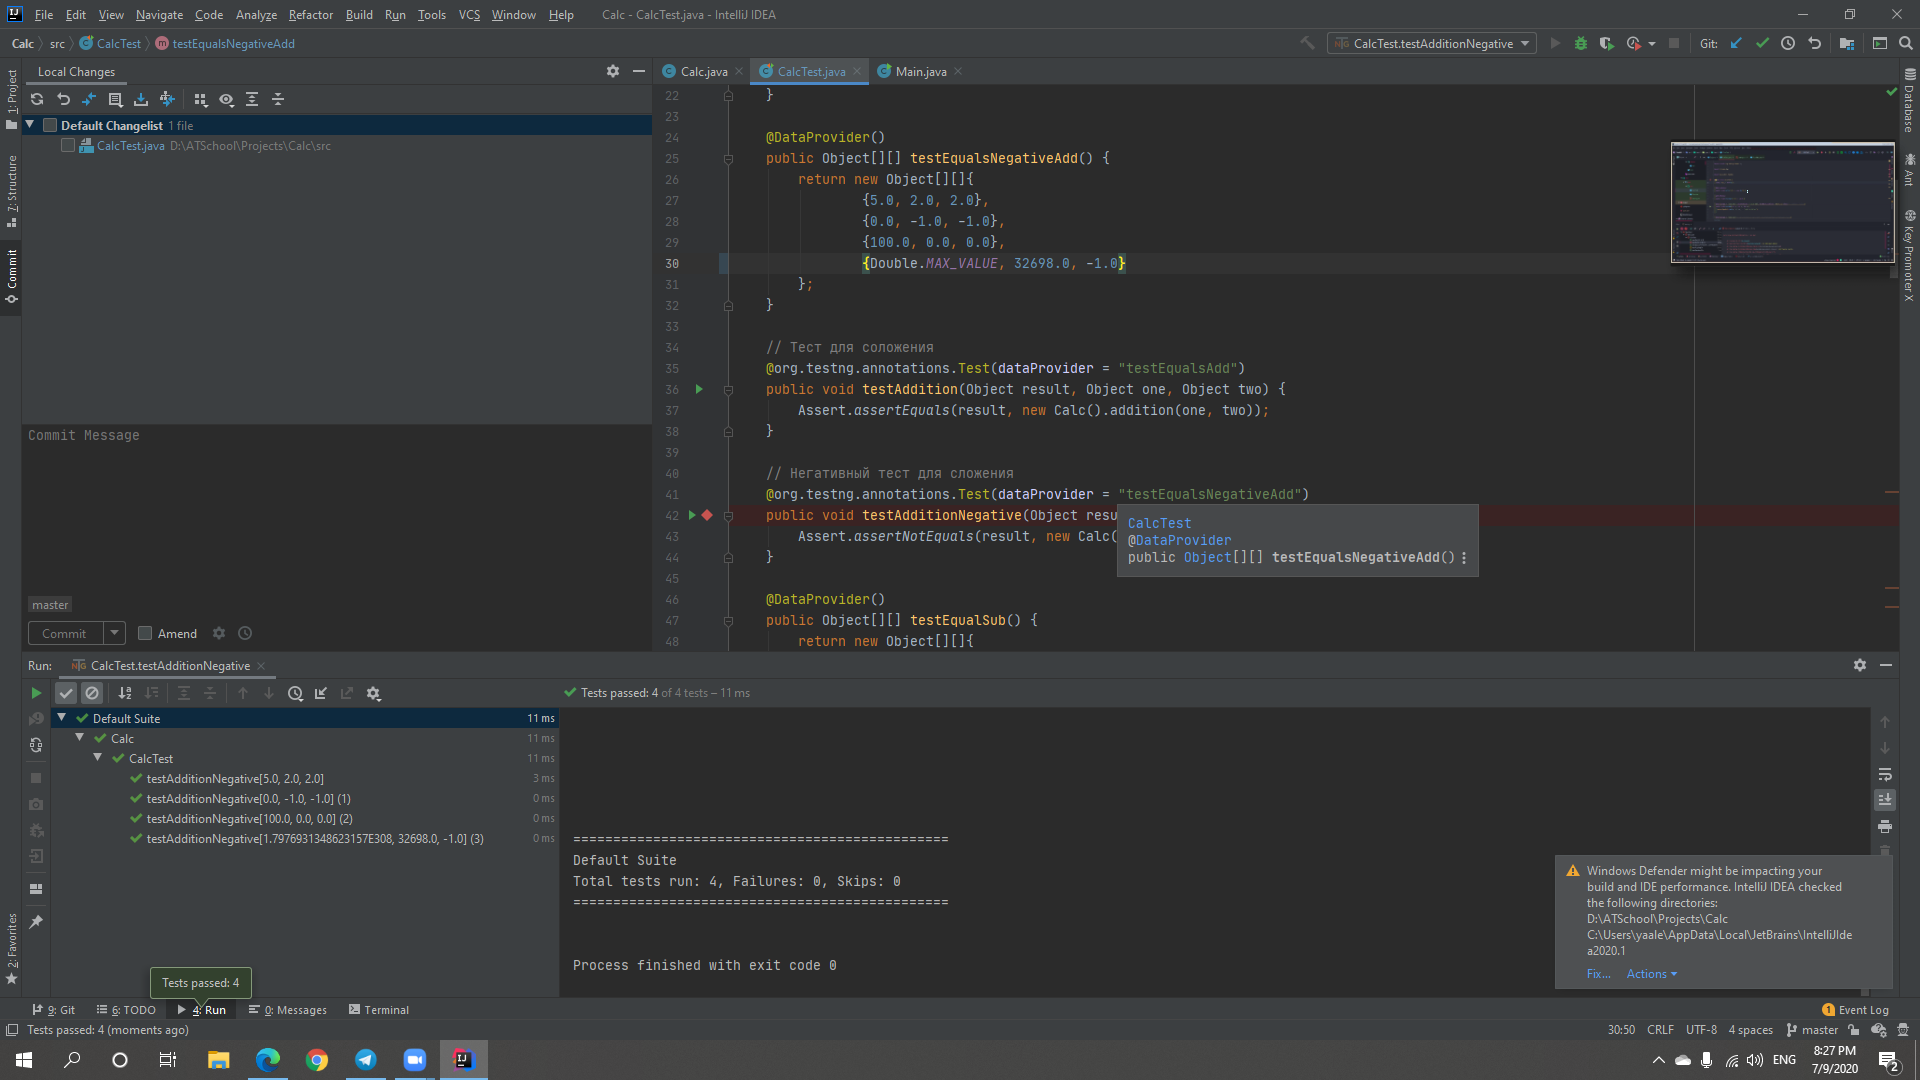 File Edit View Navigate Code Analyze Refactor Build Run Tools VCS Window Help Calc - CalcTest.java - IntelliJ IDEA
Calc src CalcTest testEqualsNegativeAdd CalcTest.testAdditionNegative Git:
Local Changes
Calc.java CalcTest.java Main.java
Default Changelist 1 file
CalcTest.java D:\ATSchool\Projects\Calc\src
1: Project
7: Structure
Commit
2: Favorites
Database
Ant
Key Promoter X
22 }
23
24 @DataProvider()
25 public Object[][] testEqualsNegativeAdd() {
26 return new Object[][]{
27 {5.0, 2.0, 2.0},
28 {0.0, -1.0, -1.0},
29 {100.0, 0.0, 0.0},
30 {Double.MAX_VALUE, 32698.0, -1.0}
31 };
32 }
33
34 // Тест для соложения
35 @org.testng.annotations.Test(dataProvider = "testEqualsAdd")
36 public void testAddition(Object result, Object one, Object two) {
37 Assert.assertEquals(result, new Calc().addition(one, two));
38 }
39
40 // Негативный тест для сложения
41 @org.testng.annotations.Test(dataProvider = "testEqualsNegativeAdd")
42 public void testAdditionNegative(Object resu
43 Assert.assertNotEquals(result, new Calc(
44 }
45
46 @DataProvider()
47 public Object[][] testEqualSub() {
48 return new Object[][]{
CalcTest
@DataProvider
public Object[][] testEqualsNegativeAdd()
Commit Message
master
Commit Amend
Run: CalcTest.testAdditionNegative
Tests passed: 4 of 4 tests – 11 ms
Default Suite 11 ms
Calc 11 ms
CalcTest 11 ms
testAdditionNegative[5.0, 2.0, 2.0] 3 ms
testAdditionNegative[0.0, -1.0, -1.0] (1) 0 ms
testAdditionNegative[100.0, 0.0, 0.0] (2) 0 ms
testAdditionNegative[1.7976931348623157E308, 32698.0, -1.0] (3) 0 ms
===============================================
Default Suite
Total tests run: 4, Failures: 0, Skips: 0
===============================================
Process finished with exit code 0
Windows Defender might be impacting your
build and IDE performance. IntelliJ IDEA checked
the following directories:
D:\ATSchool\Projects\Calc
C:\Users\yaale\AppData\Local\JetBrains\IntelliJIde
a2020.1
Fix... Actions
Tests passed: 4
9: Git 6: TODO 4: Run 0: Messages Terminal 1 Event Log
Tests passed: 4 (moments ago) 30:50 CRLF UTF-8 4 spaces master
ENG 8:27 PM
7/9/2020 2